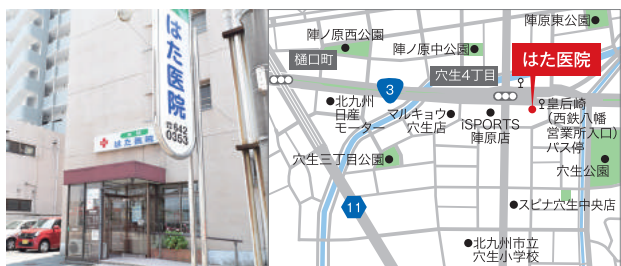 はた医院
☎642
0363
はた医院
陣原東公園
陣ノ原西公園
樋口町
陣ノ原中公園
穴生4丁目
はた医院
3
北九州
日産
モーター
マルキョウ
穴生店
iSPORTS
陣原店
皇后崎
(西鉄八幡
営業所入口)
バス停
穴生三丁目公園
穴生公園
11
スピナ穴生中央店
北九州市立
穴生小学校